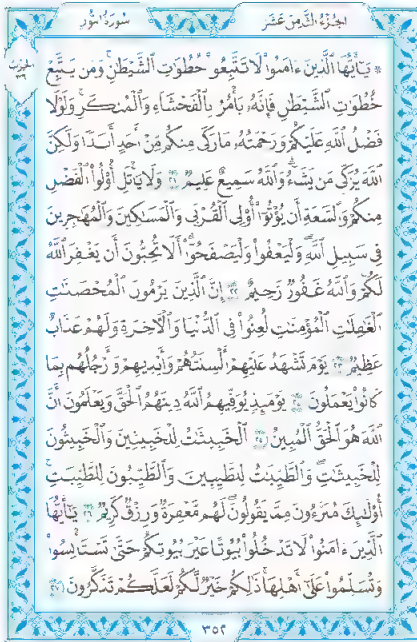 الجزء الثامن عشر
سورة النور
يَٰٓأَيُّهَا ٱلَّذِينَ ءَامَنُوا۟ لَا تَتَّبِعُوا۟ خُطُوَٰتِ ٱلشَّيْطَٰنِ وَمَن يَتَّبِعْ
خُطُوَٰتِ ٱلشَّيْطَٰنِ فَإِنَّهُۥ يَأْمُرُ بِٱلْفَحْشَآءِ وَٱلْمُنكَرِ وَلَوْلَا
فَضْلُ ٱللَّهِ عَلَيْكُمْ وَرَحْمَتُهُۥ مَا زَكَىٰ مِنكُم مِّنْ أَحَدٍ أَبَدًا وَلَٰكِنَّ
ٱللَّهَ يُزَكِّى مَن يَشَآءُ وَٱللَّهُ سَمِيعٌ عَلِيمٌ ٢١ وَلَا يَأْتَلِ أُو۟لُوا۟ ٱلْفَضْلِ
مِنكُمْ وَٱلسَّعَةِ أَن يُؤْتُوٓا۟ أُو۟لِى ٱلْقُرْبَىٰ وَٱلْمَسَٰكِينَ وَٱلْمُهَٰجِرِينَ
فِى سَبِيلِ ٱللَّهِ وَلْيَعْفُوا۟ وَلْيَصْفَحُوٓا۟ أَلَا تُحِبُّونَ أَن يَغْفِرَ ٱللَّهُ
لَكُمْ وَٱللَّهُ غَفُورٌ رَّحِيمٌ ٢٢ إِنَّ ٱلَّذِينَ يَرْمُونَ ٱلْمُحْصَنَٰتِ
ٱلْغَٰفِلَٰتِ ٱلْمُؤْمِنَٰتِ لُعِنُوا۟ فِى ٱلدُّنْيَا وَٱلْءَاخِرَةِ وَلَهُمْ عَذَابٌ
عَظِيمٌ ٢٣ يَوْمَ تَشْهَدُ عَلَيْهِمْ أَلْسِنَتُهُمْ وَأَيْدِيهِمْ وَأَرْجُلُهُم بِمَا
كَانُوا۟ يَعْمَلُونَ ٢٤ يَوْمَئِذٍ يُوَفِّيهِمُ ٱللَّهُ دِينَهُمُ ٱلْحَقَّ وَيَعْلَمُونَ أَنَّ
ٱللَّهَ هُوَ ٱلْحَقُّ ٱلْمُبِينُ ٢٥ ٱلْخَبِيثَٰتُ لِلْخَبِيثِينَ وَٱلْخَبِيثُونَ
لِلْخَبِيثَٰتِ وَٱلطَّيِّبَٰتُ لِلطَّيِّبِينَ وَٱلطَّيِّبُونَ لِلطَّيِّبَٰتِ
أُو۟لَٰٓئِكَ مُبَرَّءُونَ مِمَّا يَقُولُونَ لَهُم مَّغْفِرَةٌ وَرِزْقٌ كَرِيمٌ ٢٦ يَٰٓأَيُّهَا
ٱلَّذِينَ ءَامَنُوا۟ لَا تَدْخُلُوا۟ بُيُوتًا غَيْرَ بُيُوتِكُمْ حَتَّىٰ تَسْتَأْنِسُوا۟
وَتُسَلِّمُوا۟ عَلَىٰٓ أَهْلِهَا ذَٰلِكُمْ خَيْرٌ لَّكُمْ لَعَلَّكُمْ تَذَكَّرُونَ ٢٧
٣٥٢